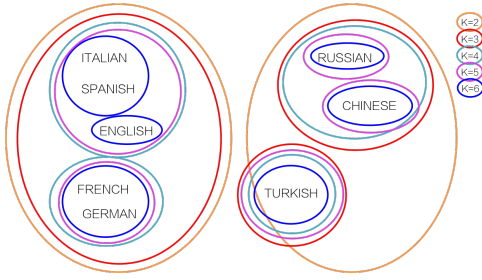 ITALIAN
SPANISH
ENGLISH
FRENCH
GERMAN
RUSSIAN
CHINESE
TURKISH
K=2
K=3
K=4
K=5
K=6